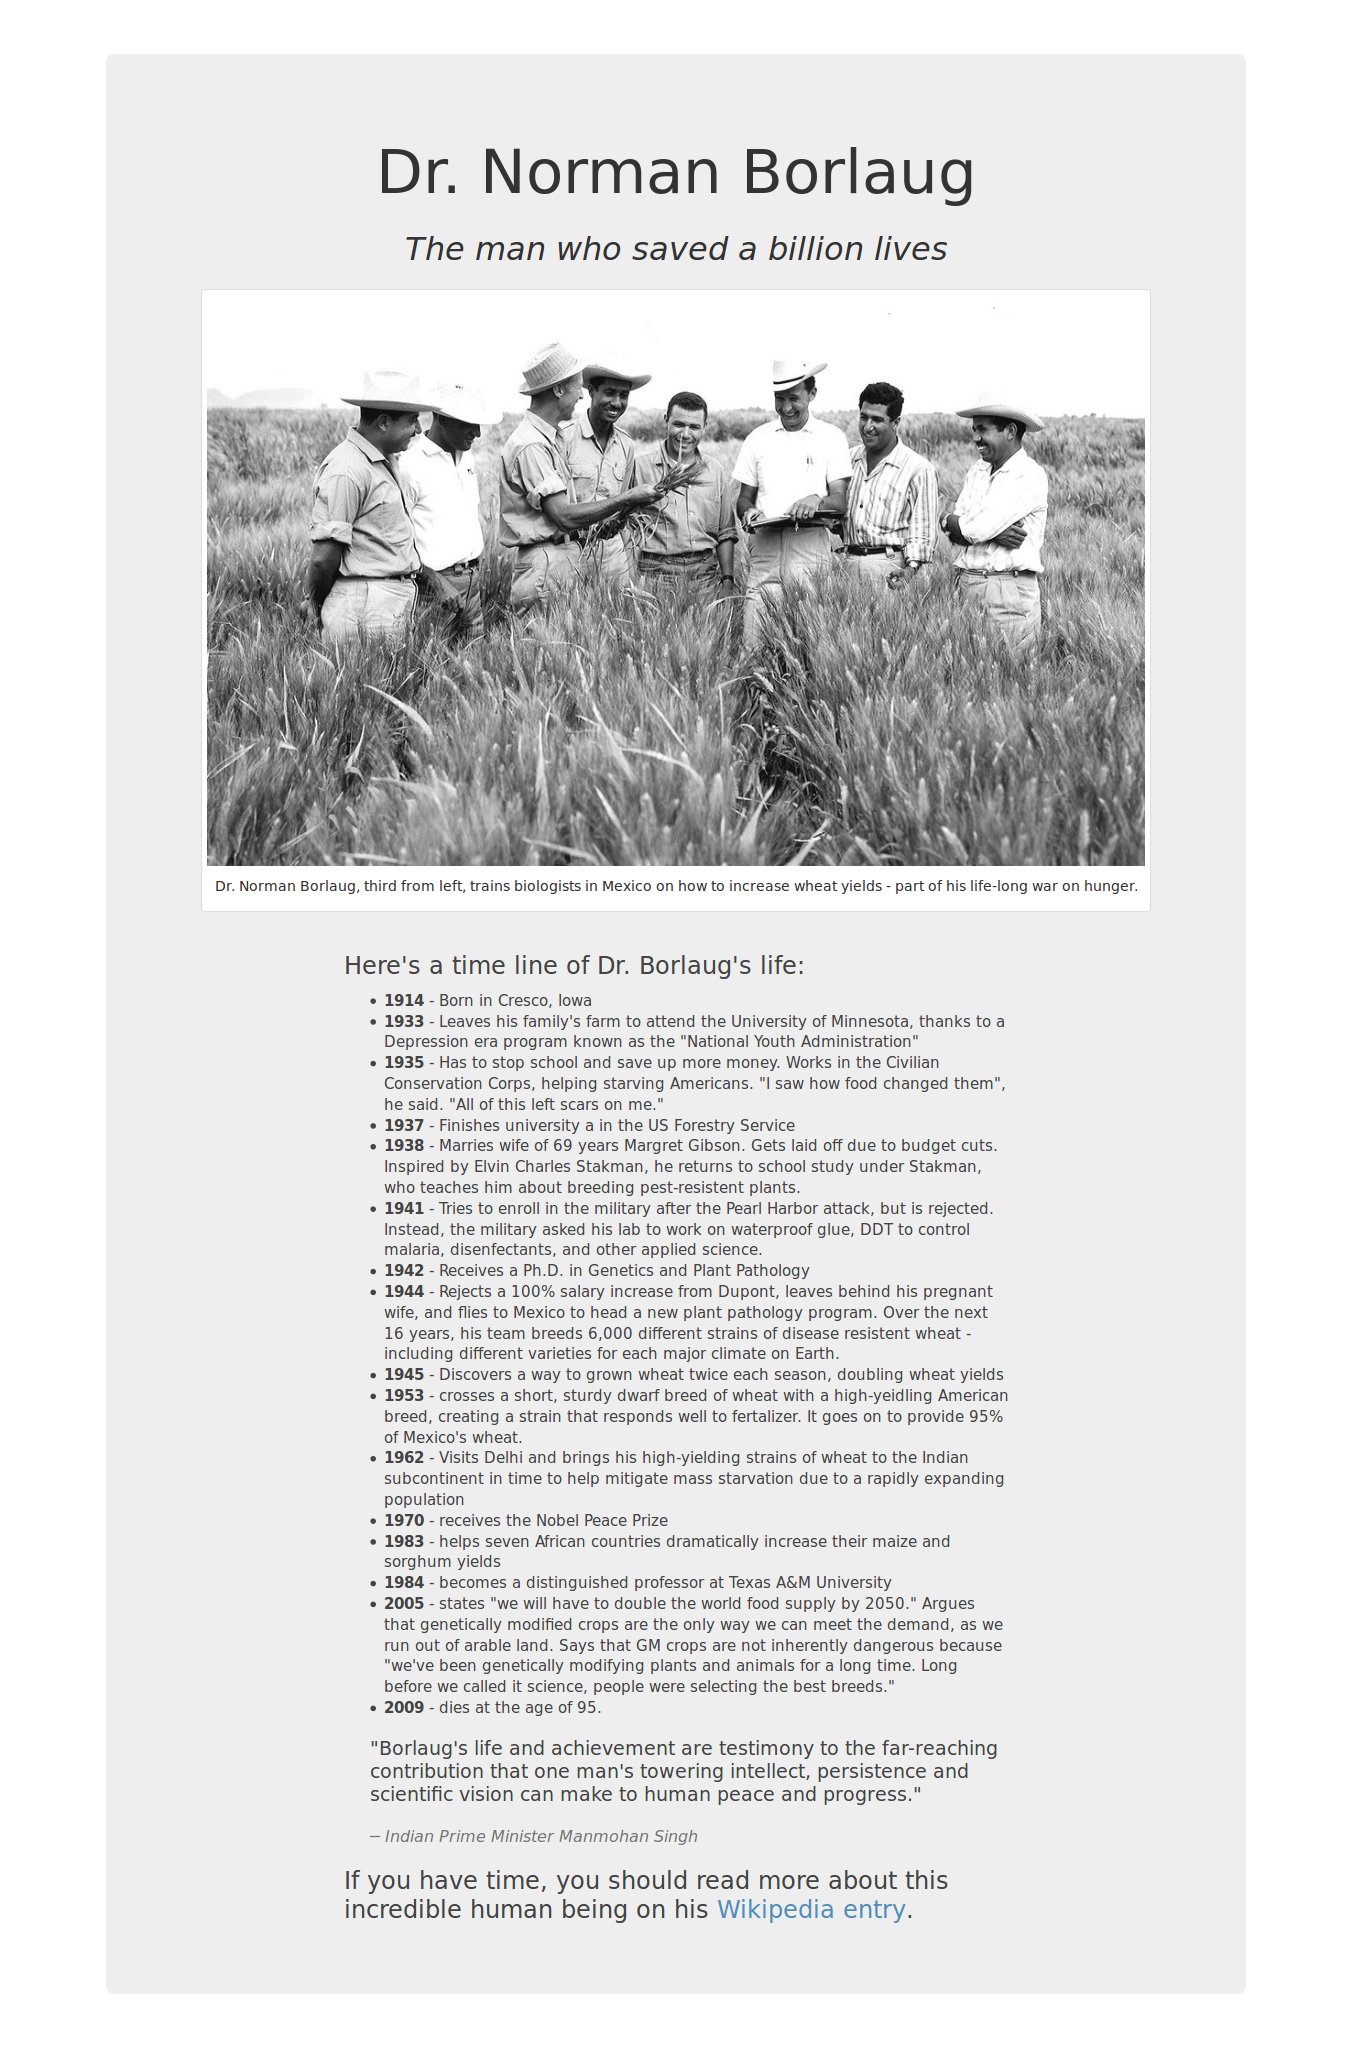 Dr. Norman Borlaug
The man who saved a billion lives
Dr. Norman Borlaug, third from left, trains biologists in Mexico on how to increase wheat yields - part of his life-long war on hunger.
Here's a time line of Dr. Borlaug's life:
• 1914 - Born in Cresco, Iowa
• 1933 - Leaves his family's farm to attend the University of Minnesota, thanks to a
Depression era program known as the "National Youth Administration"
• 1935 - Has to stop school and save up more money. Works in the Civilian
Conservation Corps, helping starving Americans. "I saw how food changed them",
he said. "All of this left scars on me."
• 1937 - Finishes university a in the US Forestry Service
• 1938 - Marries wife of 69 years Margret Gibson. Gets laid off due to budget cuts.
Inspired by Elvin Charles Stakman, he returns to school study under Stakman,
who teaches him about breeding pest-resistent plants.
• 1941 - Tries to enroll in the military after the Pearl Harbor attack, but is rejected.
Instead, the military asked his lab to work on waterproof glue, DDT to control
malaria, disenfectants, and other applied science.
• 1942 - Receives a Ph.D. in Genetics and Plant Pathology
• 1944 - Rejects a 100% salary increase from Dupont, leaves behind his pregnant
wife, and flies to Mexico to head a new plant pathology program. Over the next
16 years, his team breeds 6,000 different strains of disease resistent wheat -
including different varieties for each major climate on Earth.
• 1945 - Discovers a way to grown wheat twice each season, doubling wheat yields
• 1953 - crosses a short, sturdy dwarf breed of wheat with a high-yeidling American
breed, creating a strain that responds well to fertalizer. It goes on to provide 95%
of Mexico's wheat.
• 1962 - Visits Delhi and brings his high-yielding strains of wheat to the Indian
subcontinent in time to help mitigate mass starvation due to a rapidly expanding
population
• 1970 - receives the Nobel Peace Prize
• 1983 - helps seven African countries dramatically increase their maize and
sorghum yields
• 1984 - becomes a distinguished professor at Texas A&M University
• 2005 - states "we will have to double the world food supply by 2050." Argues
that genetically modified crops are the only way we can meet the demand, as we
run out of arable land. Says that GM crops are not inherently dangerous because
"we've been genetically modifying plants and animals for a long time. Long
before we called it science, people were selecting the best breeds."
• 2009 - dies at the age of 95.
"Borlaug's life and achievement are testimony to the far-reaching
contribution that one man's towering intellect, persistence and
scientific vision can make to human peace and progress."
— Indian Prime Minister Manmohan Singh
If you have time, you should read more about this
incredible human being on his Wikipedia entry.